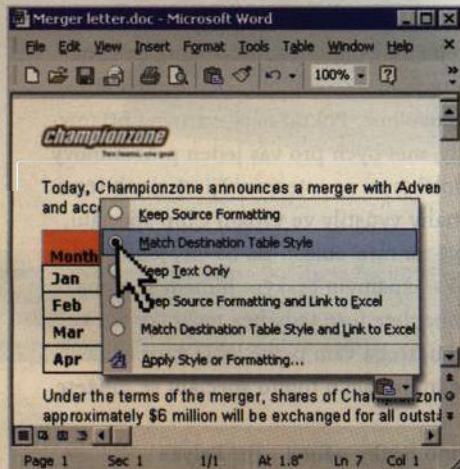 Merger letter.doc - Microsoft Word
File Edit View Insert Format Tools Table Window Help
100%
championzone
Two teams, one goal
Today, Championzone announces a merger with Adven
and acc
Keep Source Formatting
Match Destination Table Style
Keep Text Only
Keep Source Formatting and Link to Excel
Match Destination Table Style and Link to Excel
Apply Style or Formatting...
Month
Jan
Feb
Mar
Apr
Under the terms of the merger, shares of Championzon
approximately $6 million will be exchanged for all outsta
Page 1 Sec 1 1/1 At 1.8" Ln 7 Col 1